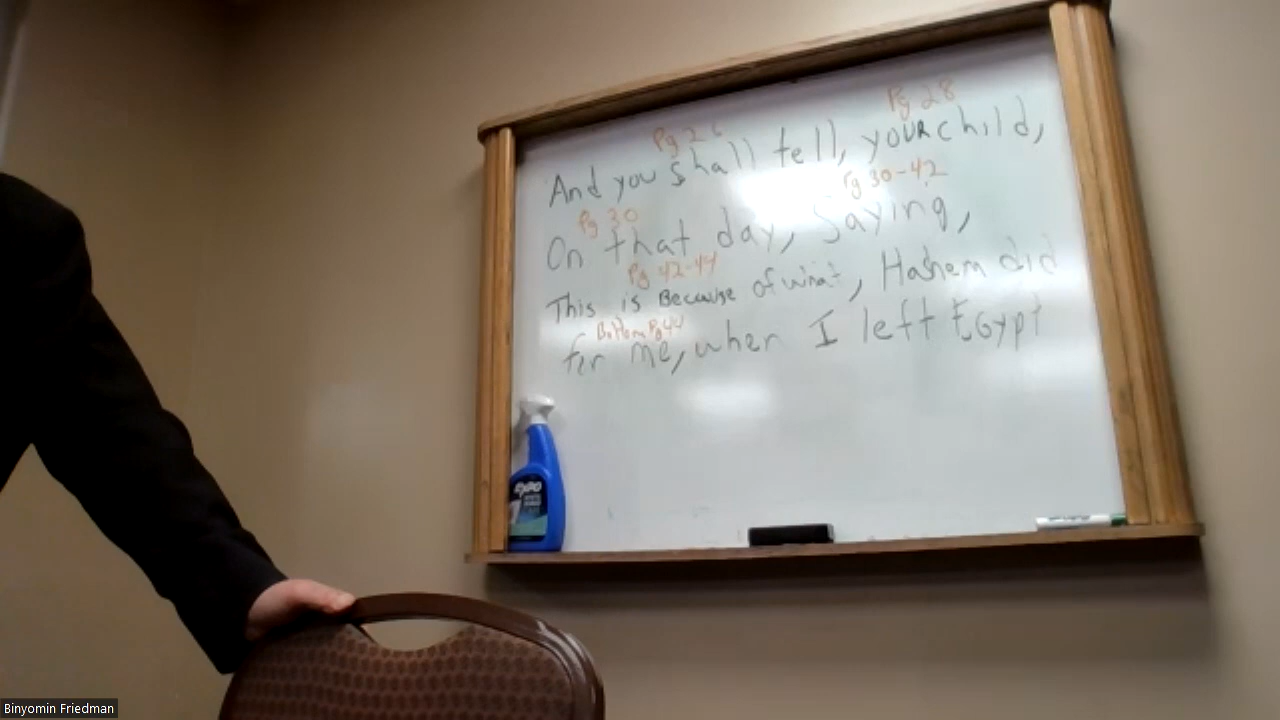 Pg 26 Pg 28
And you shall tell, your child,
Pg 30 Pg 30-42
On that day, Saying,
Pg 42-44
This is Because of what, Hashem did
Bottom Pg 44
for me, when I left Egypt
EXPO
Binyomin Friedman